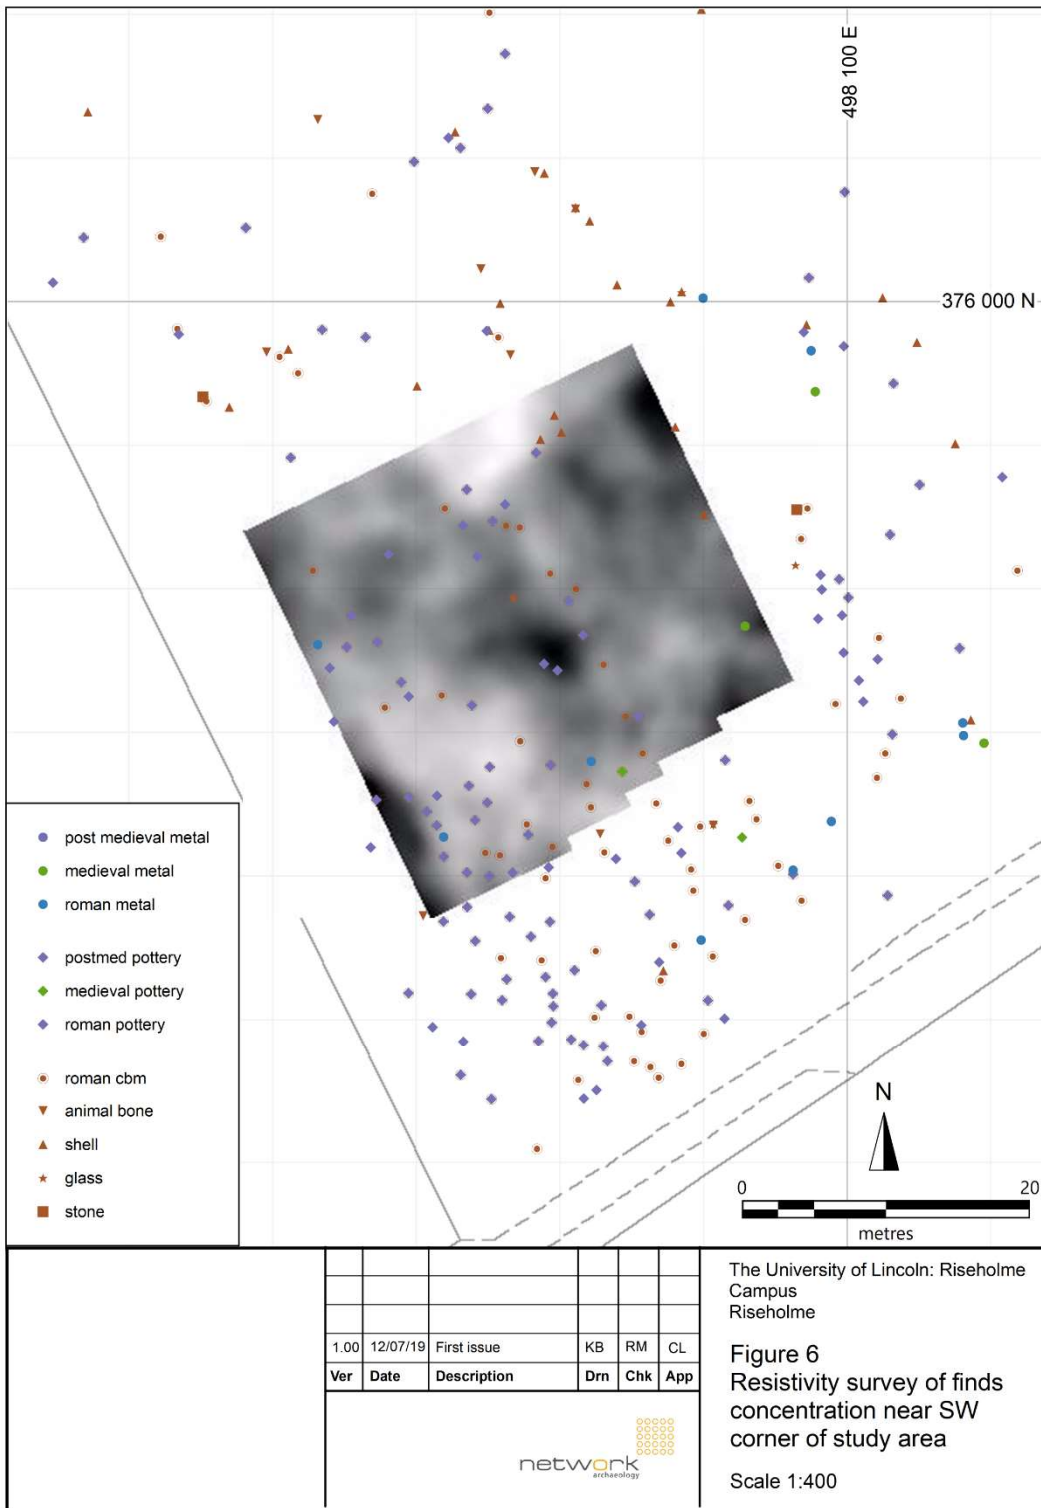 498 100 E
376 000 N
post medieval metal
medieval metal
roman metal
postmed pottery
medieval pottery
roman pottery
roman cbm
animal bone
shell
glass
stone
N
0 20
metres
1.00 12/07/19 First issue KB RM CL
Ver Date Description Drn Chk App
network
archaeology
The University of Lincoln: Riseholme
Campus
Riseholme
Figure 6
Resistivity survey of finds
concentration near SW
corner of study area
Scale 1:400